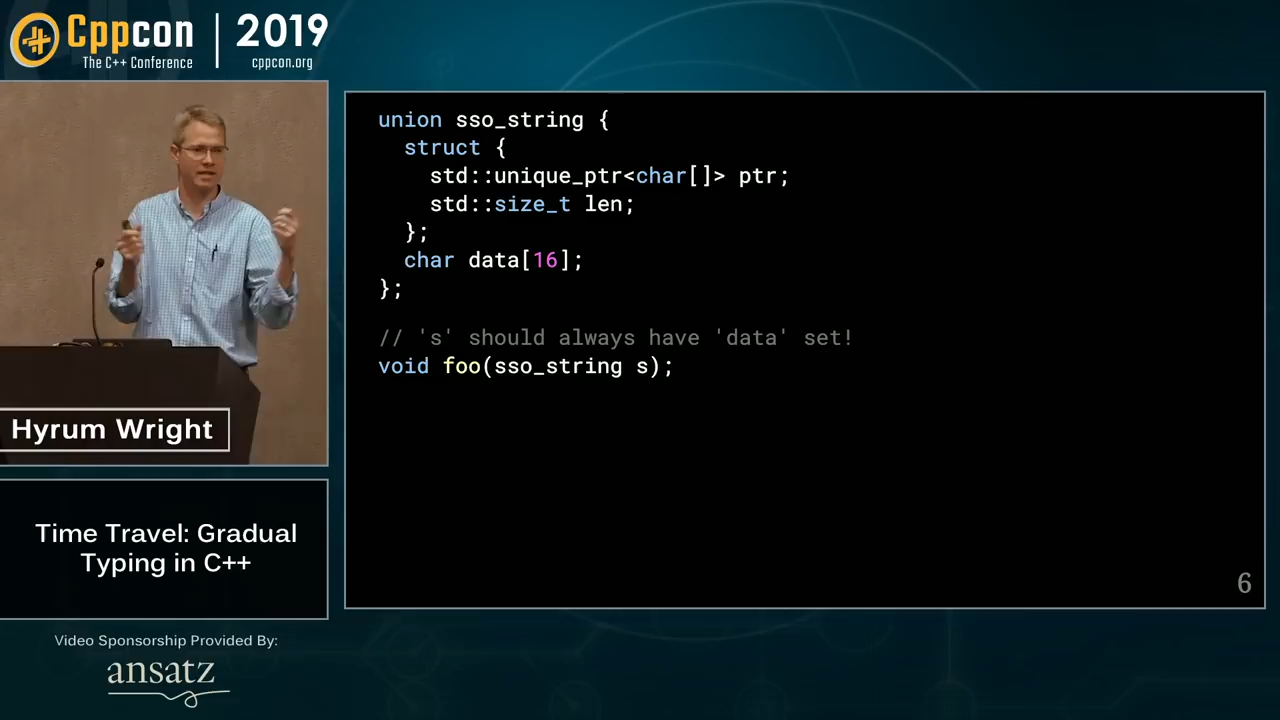 Cppcon
The C++ Conference
2019
cppcon.org
union sso_string {
  struct {
    std::unique_ptr<char[]> ptr;
    std::size_t len;
  };
  char data[16];
};
// 's' should always have 'data' set!
void foo(sso_string s);
6
Hyrum Wright
Time Travel: Gradual
Typing in C++
Video Sponsorship Provided By:
ansatz